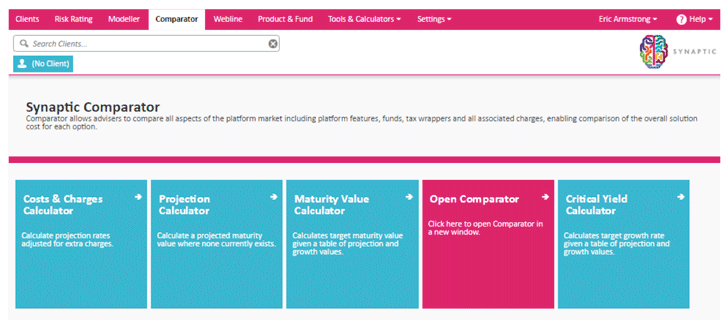 Clients Risk Rating Modeller Comparator Webline Product & Fund Tools & Calculators Settings Eric Armstrong ? Help
Search Clients...
(No Client)
SYNAPTIC
Synaptic Comparator
Comparator allows advisers to compare all aspects of the platform market including platform features, funds, tax wrappers and all associated charges, enabling comparison of the overall solution
cost for each option.
Costs & Charges
Calculator
Calculate projection rates
adjusted for extra charges.
Projection
Calculator
Calculate a projected maturity
value where none currently exists.
Maturity Value
Calculator
Calculates target maturity value
given a table of projection and
growth values.
Open Comparator
Click here to open Comparator in
a new window.
Critical Yield
Calculator
Calculates target growth rate
given a table of projection and
growth values.